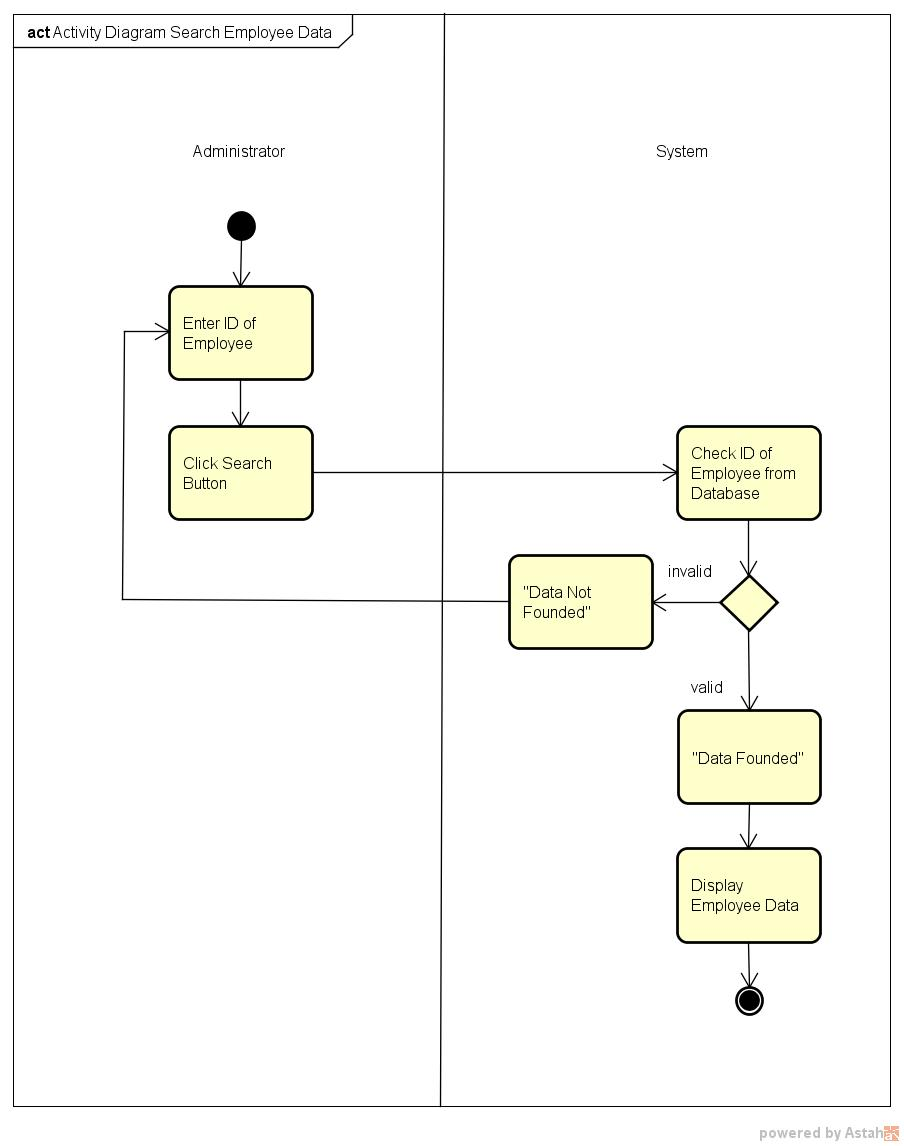 act Activity Diagram Search Employee Data
Administrator
System
Enter ID of
Employee
Click Search
Button
Check ID of
Employee from
Database
invalid
"Data Not
Founded"
valid
"Data Founded"
Display
Employee Data
powered by Astah